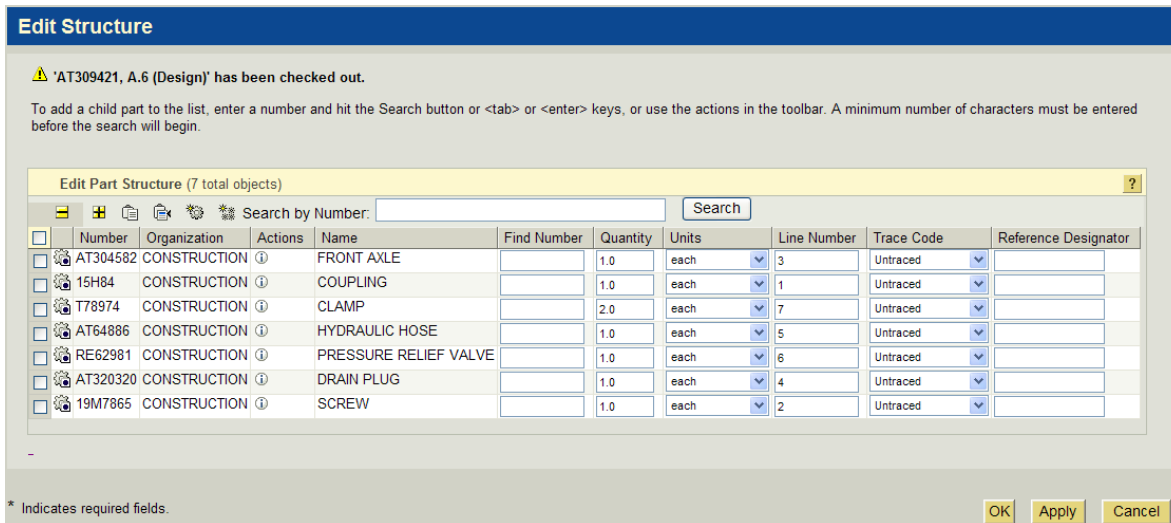 Edit Structure
'AT309421, A.6 (Design)' has been checked out.
To add a child part to the list, enter a number and hit the Search button or <tab> or <enter> keys, or use the actions in the toolbar. A minimum number of characters must be entered
before the search will begin.
Edit Part Structure (7 total objects) ?
Search by Number: Search
Number Organization Actions Name Find Number Quantity Units Line Number Trace Code Reference Designator
AT304582 CONSTRUCTION FRONT AXLE 1.0 each 3 Untraced
15H84 CONSTRUCTION COUPLING 1.0 each 1 Untraced
T78974 CONSTRUCTION CLAMP 2.0 each 7 Untraced
AT64886 CONSTRUCTION HYDRAULIC HOSE 1.0 each 5 Untraced
RE62981 CONSTRUCTION PRESSURE RELIEF VALVE 1.0 each 6 Untraced
AT320320 CONSTRUCTION DRAIN PLUG 1.0 each 4 Untraced
19M7865 CONSTRUCTION SCREW 1.0 each 2 Untraced
* Indicates required fields. OK Apply Cancel